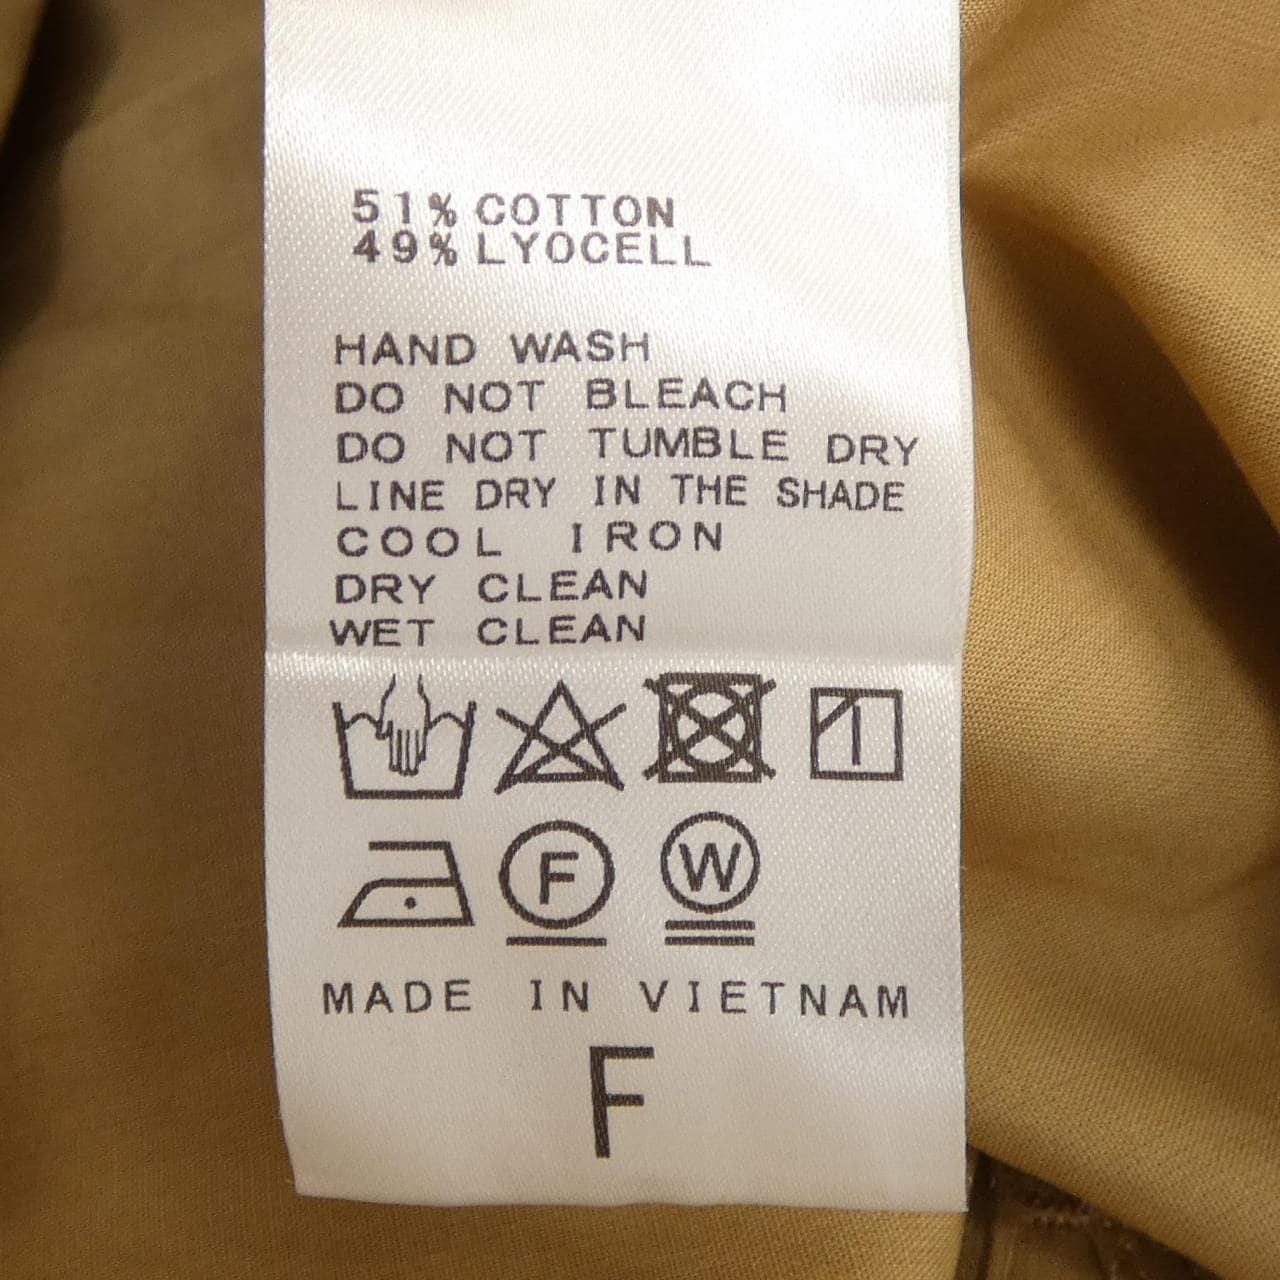 51% COTTON
49% LYOCELL
HAND WASH
DO NOT BLEACH
DO NOT TUMBLE DRY
LINE DRY IN THE SHADE
COOL IRON
DRY CLEAN
WET CLEAN
F W
MADE IN VIETNAM
F